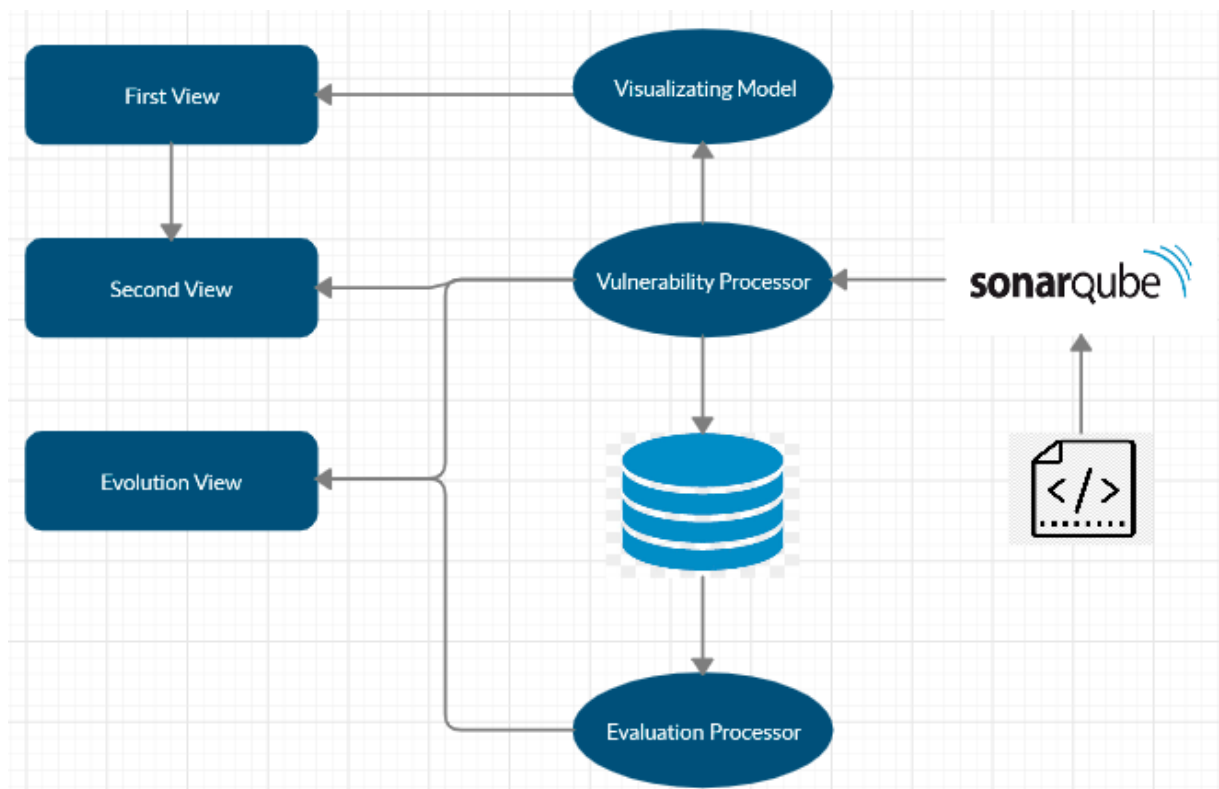 First View
Visualizating Model
Second View
Vulnerability Processor
sonarqube
Evolution View
</>
Evaluation Processor